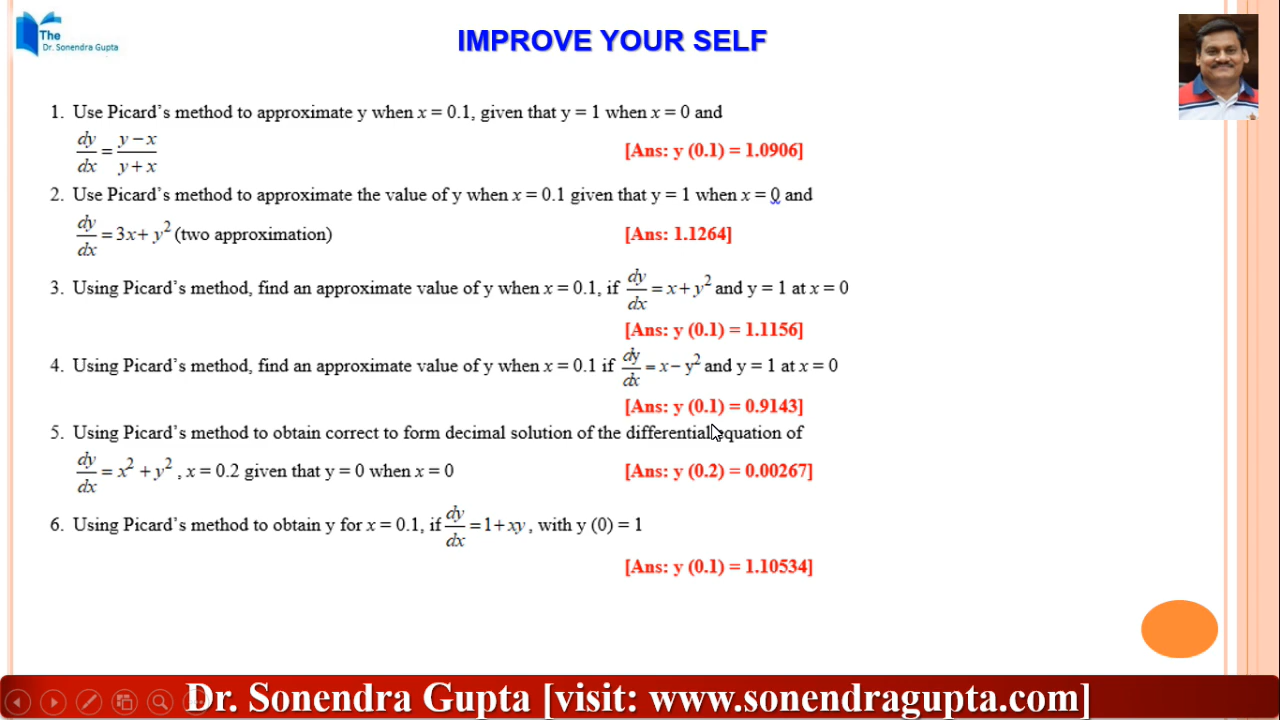 The
Dr. Sonendra Gupta
IMPROVE YOUR SELF
1. Use Picard's method to approximate y when x = 0.1, given that y = 1 when x = 0 and
dy/dx = (y − x)/(y + x) [Ans: y (0.1) = 1.0906]
2. Use Picard's method to approximate the value of y when x = 0.1 given that y = 1 when x = 0 and
dy/dx = 3x + y² (two approximation) [Ans: 1.1264]
3. Using Picard's method, find an approximate value of y when x = 0.1, if dy/dx = x + y² and y = 1 at x = 0
[Ans: y (0.1) = 1.1156]
4. Using Picard's method, find an approximate value of y when x = 0.1 if dy/dx = x − y² and y = 1 at x = 0
[Ans: y (0.1) = 0.9143]
5. Using Picard's method to obtain correct to form decimal solution of the differential equation of
dy/dx = x² + y² , x = 0.2 given that y = 0 when x = 0 [Ans: y (0.2) = 0.00267]
6. Using Picard's method to obtain y for x = 0.1, if dy/dx = 1 + xy , with y (0) = 1
[Ans: y (0.1) = 1.10534]
Dr. Sonendra Gupta [visit: www.sonendragupta.com]